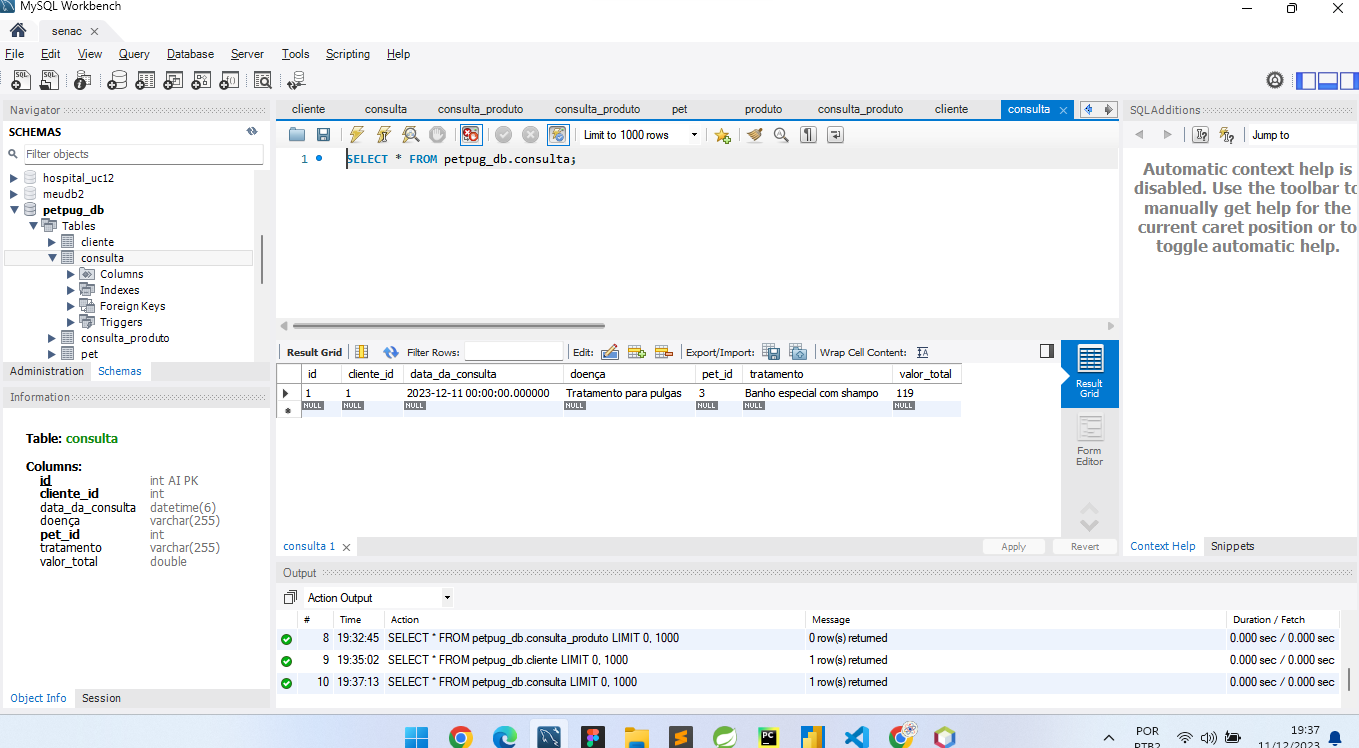 MySQL Workbench
senac
File Edit View Query Database Server Tools Scripting Help
Navigator
SCHEMAS
Filter objects
hospital_uc12
meudb2
petpug_db
Tables
cliente
consulta
Columns
Indexes
Foreign Keys
Triggers
consulta_produto
pet
Administration Schemas
Information
Table: consulta
Columns:
id int AI PK
cliente_id int
data_da_consulta datetime(6)
doença varchar(255)
pet_id int
tratamento varchar(255)
valor_total double
Object Info Session
cliente consulta consulta_produto consulta_produto pet produto consulta_produto cliente consulta
Limit to 1000 rows
1 SELECT * FROM petpug_db.consulta;
Result Grid Filter Rows: Edit: Export/Import: Wrap Cell Content:
id cliente_id data_da_consulta doença pet_id tratamento valor_total
1 1 2023-12-11 00:00:00.000000 Tratamento para pulgas 3 Banho especial com shampo 119
NULL NULL NULL NULL NULL NULL NULL
Result
Grid
Form
Editor
consulta 1 Apply Revert
SQLAdditions
Jump to
Automatic context help is
disabled. Use the toolbar to
manually get help for the
current caret position or to
toggle automatic help.
Context Help Snippets
Output
Action Output
# Time Action Message Duration / Fetch
8 19:32:45 SELECT * FROM petpug_db.consulta_produto LIMIT 0, 1000 0 row(s) returned 0.000 sec / 0.000 sec
9 19:35:02 SELECT * FROM petpug_db.cliente LIMIT 0, 1000 1 row(s) returned 0.000 sec / 0.000 sec
10 19:37:13 SELECT * FROM petpug_db.consulta LIMIT 0, 1000 1 row(s) returned 0.000 sec / 0.000 sec
POR
PTB2
19:37
11/12/2023